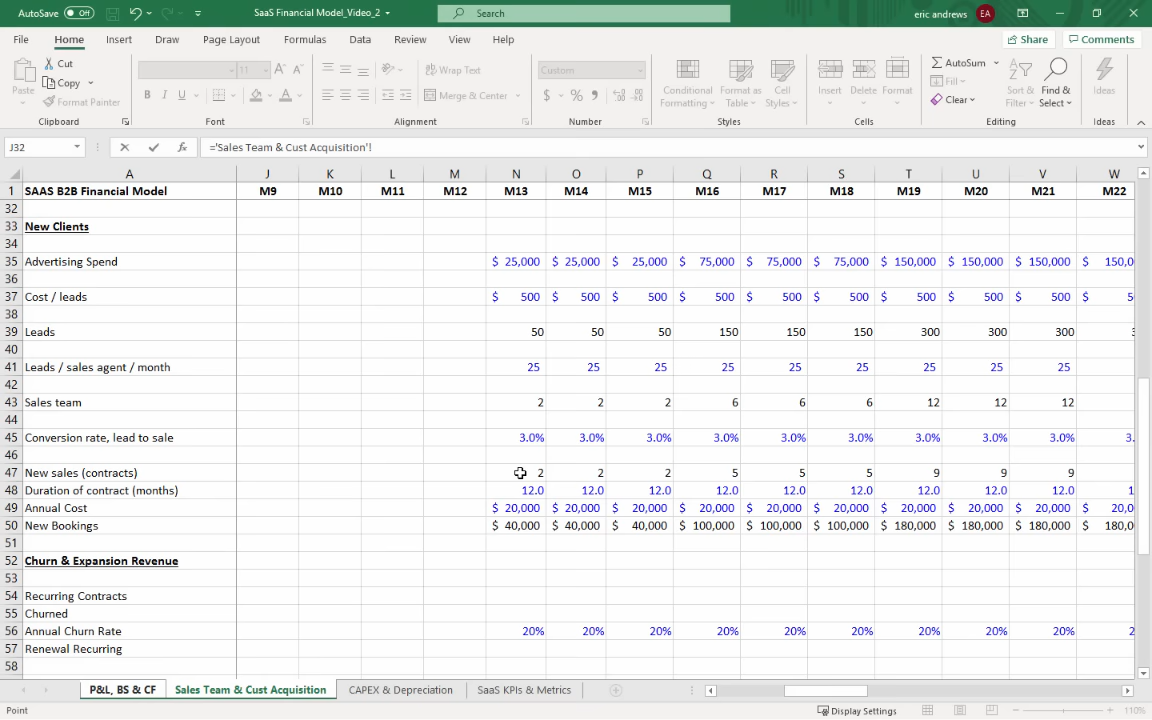 AutoSave Off SaaS Financial Model_Video_2 Search eric andrews EA
File Home Insert Draw Page Layout Formulas Data Review View Help Share Comments
Paste Cut Copy Format Painter 11 A A Wrap Text Custom Conditional Formatting Format as Table Cell Styles Insert Delete Format AutoSum Fill Clear Sort & Filter Find & Select Ideas
B I U A Merge & Center $ % 9
Clipboard Font Alignment Number Styles Cells Editing Ideas
J32 fx ='Sales Team & Cust Acquisition'!
A J K L M N O P Q R S T U V W
1 SAAS B2B Financial Model M9 M10 M11 M12 M13 M14 M15 M16 M17 M18 M19 M20 M21 M22
32
33 New Clients
34
35 Advertising Spend $ 25,000 $ 25,000 $ 25,000 $ 75,000 $ 75,000 $ 75,000 $ 150,000 $ 150,000 $ 150,000 $ 150,0
36
37 Cost / leads $ 500 $ 500 $ 500 $ 500 $ 500 $ 500 $ 500 $ 500 $ 500 $ 5
38
39 Leads 50 50 50 150 150 150 300 300 300 3
40
41 Leads / sales agent / month 25 25 25 25 25 25 25 25 25
42
43 Sales team 2 2 2 6 6 6 12 12 12
44
45 Conversion rate, lead to sale 3.0% 3.0% 3.0% 3.0% 3.0% 3.0% 3.0% 3.0% 3.0% 3.
46
47 New sales (contracts) 2 2 2 5 5 5 9 9 9
48 Duration of contract (months) 12.0 12.0 12.0 12.0 12.0 12.0 12.0 12.0 12.0 1
49 Annual Cost $ 20,000 $ 20,000 $ 20,000 $ 20,000 $ 20,000 $ 20,000 $ 20,000 $ 20,000 $ 20,000 $ 20,0
50 New Bookings $ 40,000 $ 40,000 $ 40,000 $ 100,000 $ 100,000 $ 100,000 $ 180,000 $ 180,000 $ 180,000 $ 180,0
51
52 Churn & Expansion Revenue
53
54 Recurring Contracts
55 Churned
56 Annual Churn Rate 20% 20% 20% 20% 20% 20% 20% 20% 20% 2
57 Renewal Recurring
58
P&L, BS & CF Sales Team & Cust Acquisition CAPEX & Depreciation SaaS KPIs & Metrics
Point Display Settings 110%